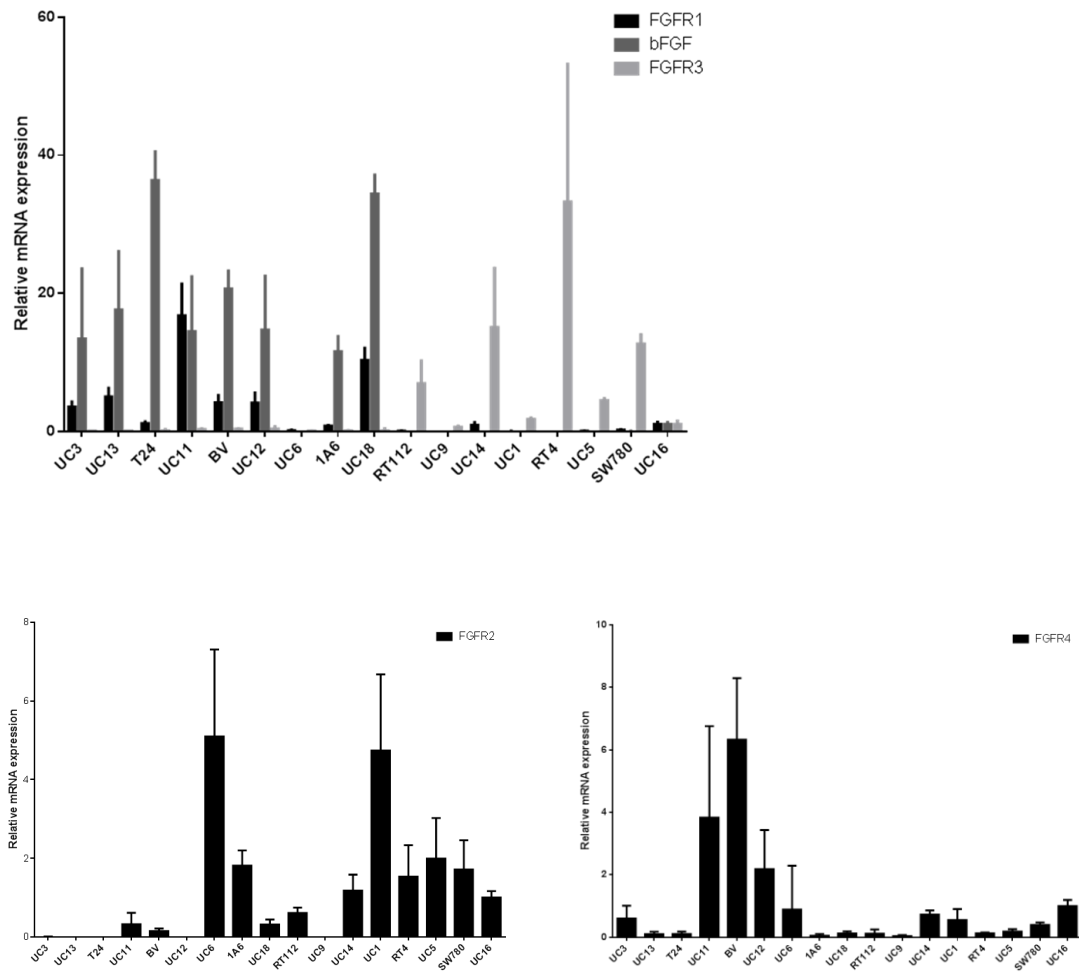 60
FGFR1
bFGF
FGFR3
40
20
0
Relative mRNA expression
UC3 UC13 T24 UC11 BV UC12 UC6 1A6 UC18 RT112 UC9 UC14 UC1 RT4 UC5 SW780 UC16
8
FGFR2
6
4
2
0
Relative mRNA expression
UC3 UC13 T24 UC11 BV UC12 UC6 1A6 UC18 RT112 UC9 UC14 UC1 RT4 UC5 SW780 UC16
10
FGFR4
8
6
4
2
0
Relative mRNA expression
UC3 UC13 T24 UC11 BV UC12 UC6 1A6 UC18 RT112 UC9 UC14 UC1 RT4 UC5 SW780 UC16